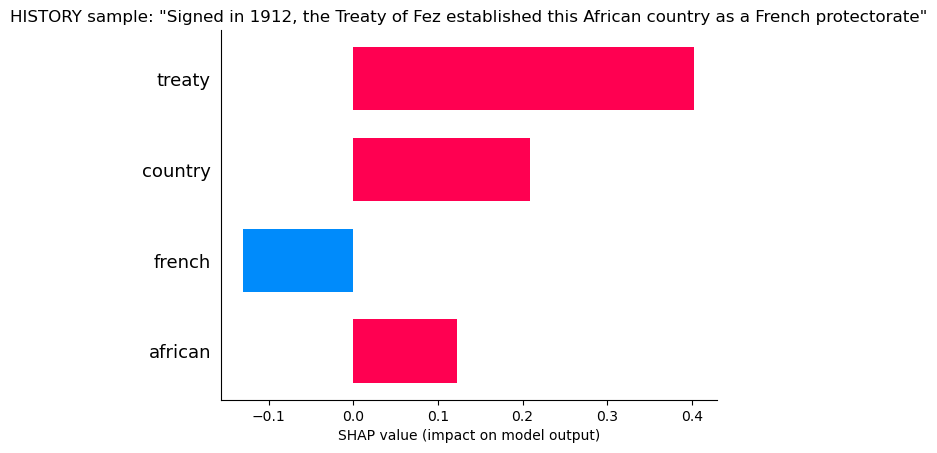 HISTORY sample: "Signed in 1912, the Treaty of Fez established this African country as a French protectorate"
treaty
country
french
african
−0.1 0.0 0.1 0.2 0.3 0.4
SHAP value (impact on model output)